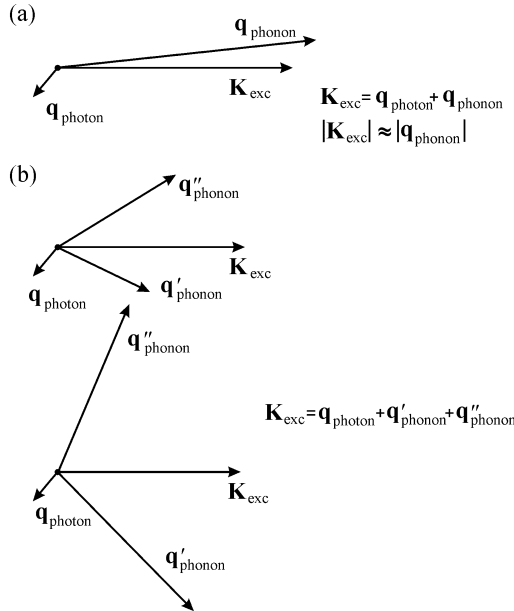 (a)
q phonon
K exc
q photon
K exc = q photon + q phonon
|K exc| ≈ |q phonon|
(b)
q″ phonon
K exc
q photon
q′ phonon
q″ phonon
K exc = q photon + q′ phonon + q″ phonon
K exc
q photon
q′ phonon